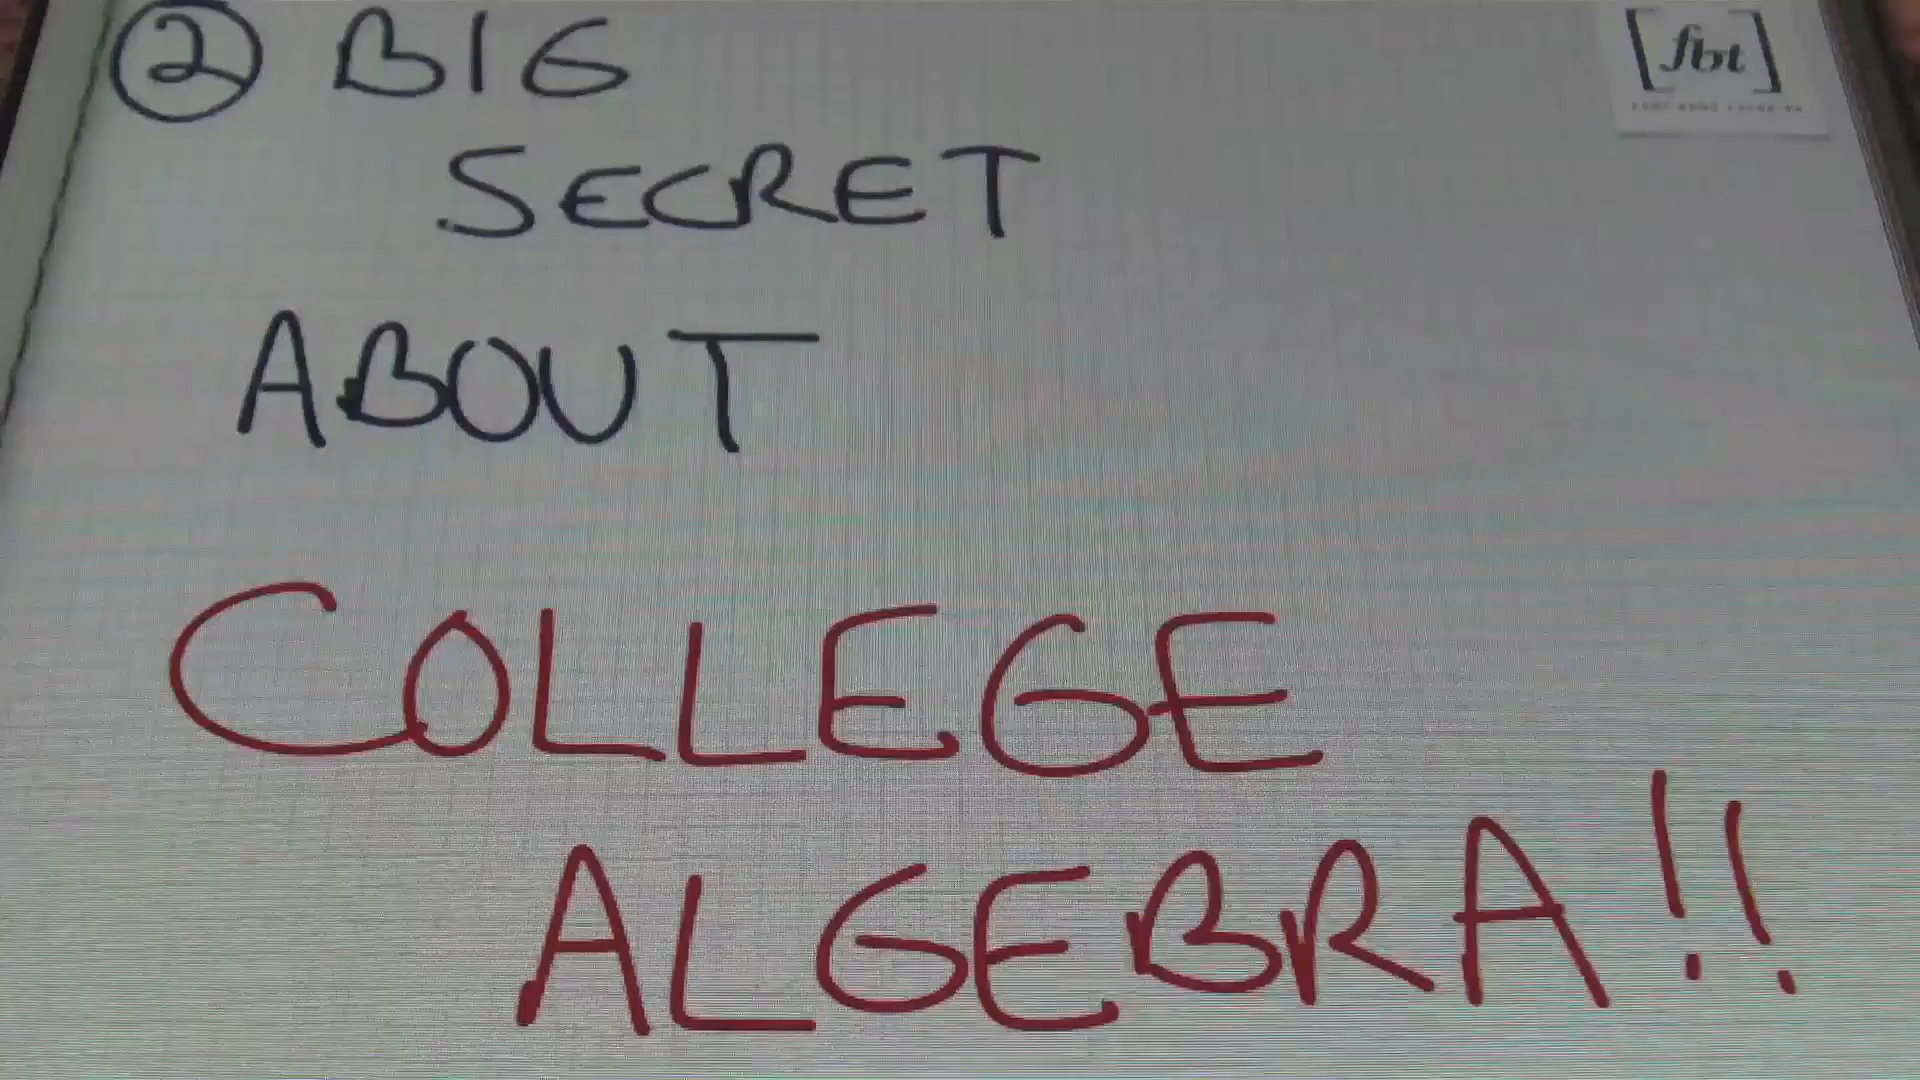 ② BIG
SECRET
ABOUT
COLLEGE
ALGEBRA!!
[fbt]